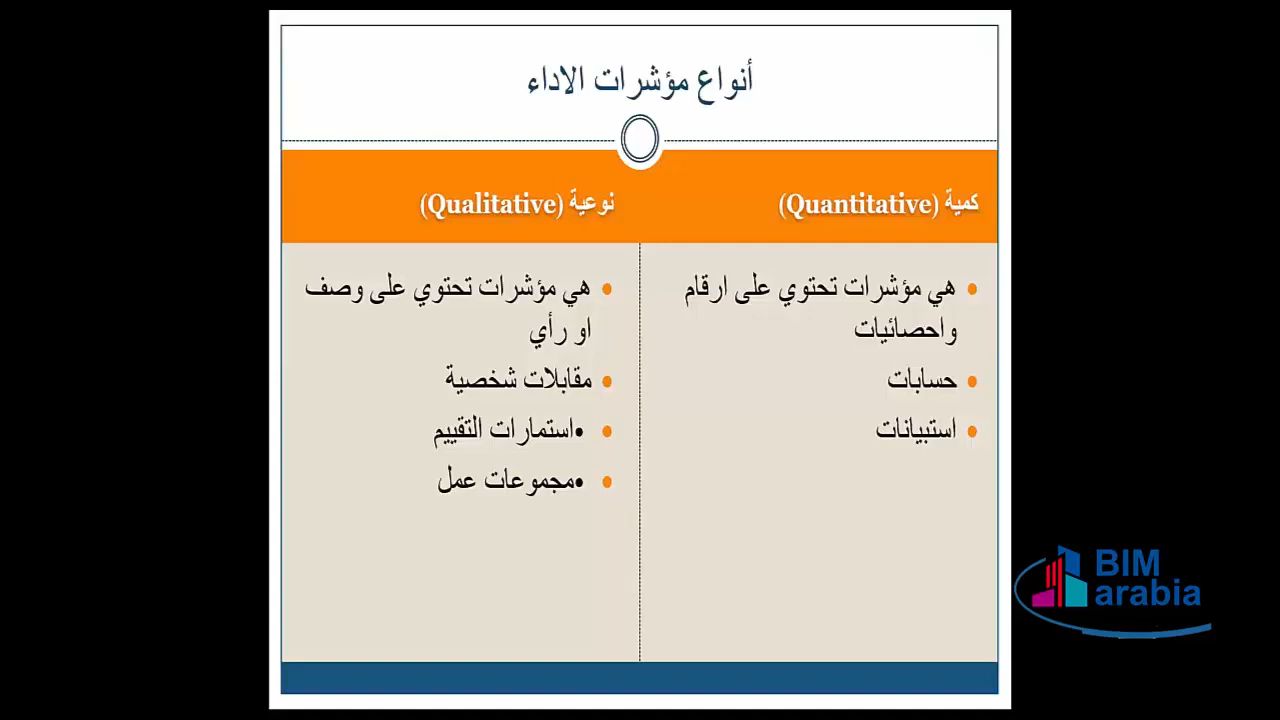 أنواع مؤشرات الاداء
كمية (Quantitative)
• هي مؤشرات تحتوي على ارقام
واحصائيات
• حسابات
• استبيانات
نوعية (Qualitative)
• هي مؤشرات تحتوي على وصف
او رأي
• مقابلات شخصية
• •استمارات التقييم
• •مجموعات عمل
BIM
arabia